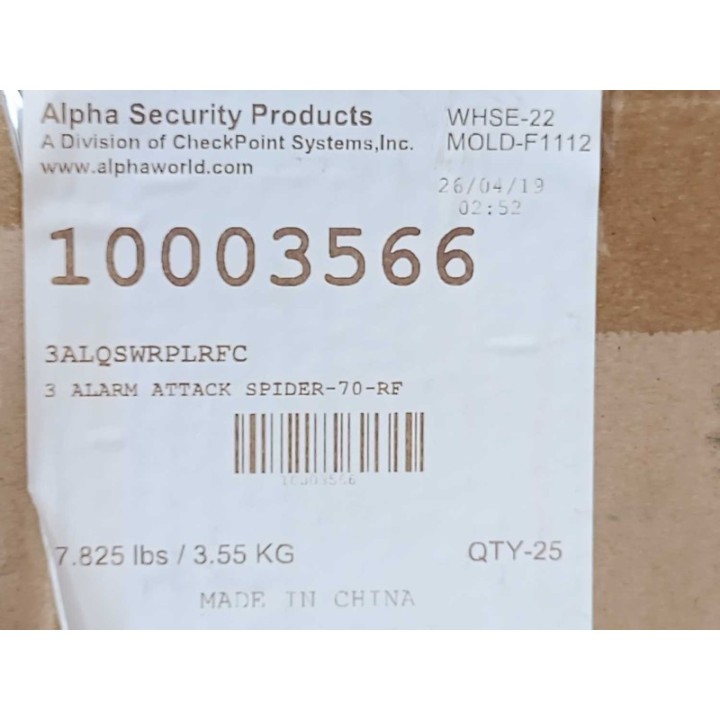 Alpha Security Products
A Division of CheckPoint Systems,Inc.
www.alphaworld.com
WHSE-22
MOLD-F1112
26/04/19
02:52
10003566
3ALQSWRPLRFC
3 ALARM ATTACK SPIDER-70-RF
10003566
7.825 lbs / 3.55 KG
QTY-25
MADE IN CHINA